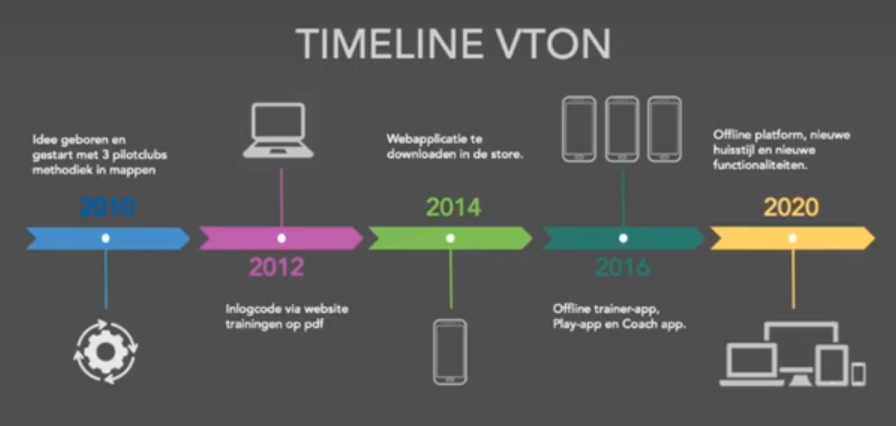 TIMELINE VTON
Idee geboren en
gestart met 3 pilotclubs
methodiek in mappen
2010
2012
Inlogcode via website
trainingen op pdf
Webapplicatie te
downloaden in de store.
2014
2016
Offline trainer-app,
Play-app en Coach app.
Offline platform, nieuwe
huisstijl en nieuwe
functionaliteiten.
2020